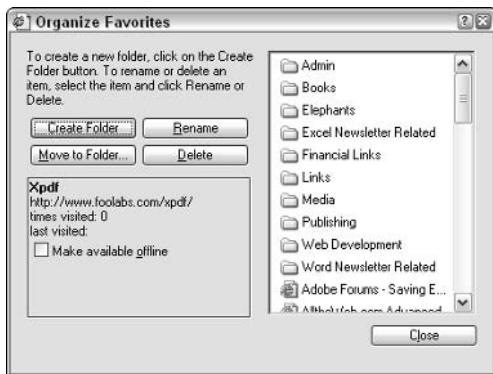 Organize Favorites
To create a new folder, click on the Create
Folder button. To rename or delete an
item, select the item and click Rename or
Delete.
Create Folder
Rename
Move to Folder...
Delete
Xpdf
http://www.foolabs.com/xpdf/
times visited: 0
last visited:
Make available offline
Admin
Books
Elephants
Excel Newsletter Related
Financial Links
Links
Media
Publishing
Web Development
Word Newsletter Related
Adobe Forums - Saving E...
Close